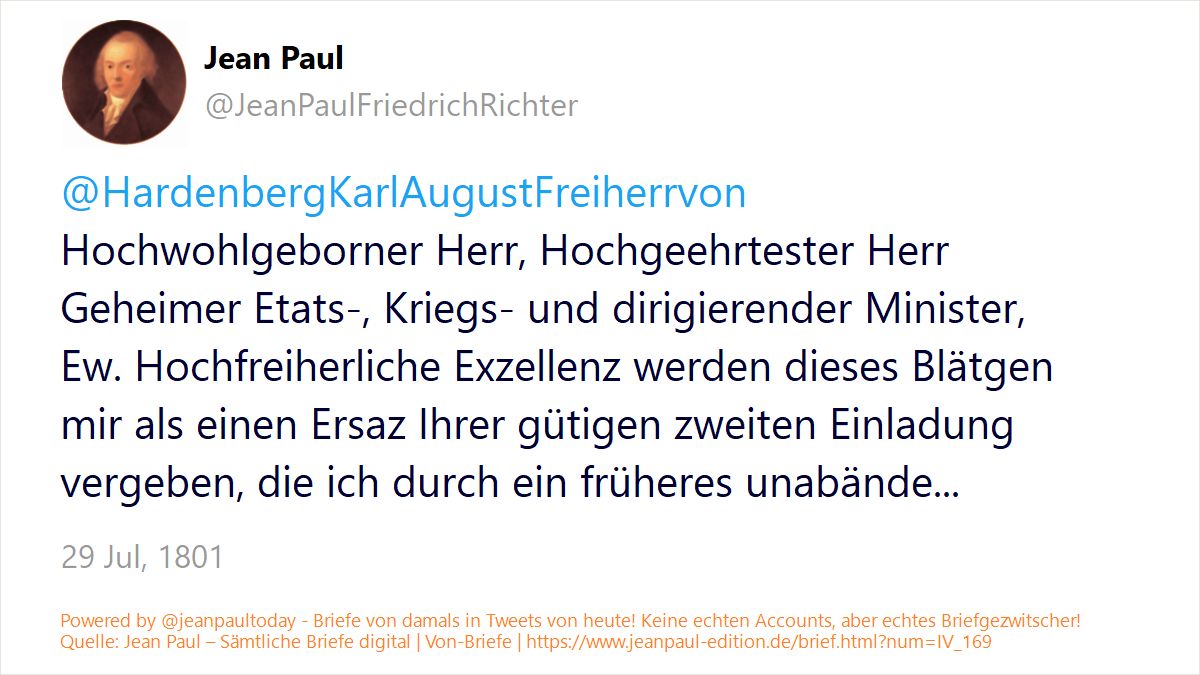 Jean Paul
@JeanPaulFriedrichRichter
@HardenbergKarlAugustFreiherrvon
Hochwohlgeborner Herr, Hochgeehrtester Herr
Geheimer Etats-, Kriegs- und dirigierender Minister,
Ew. Hochfreiherliche Exzellenz werden dieses Blätgen
mir als einen Ersaz Ihrer gütigen zweiten Einladung
vergeben, die ich durch ein früheres unabände...
29 Jul, 1801
Powered by @jeanpaultoday - Briefe von damals in Tweets von heute! Keine echten Accounts, aber echtes Briefgezwitscher!
Quelle: Jean Paul – Sämtliche Briefe digital | Von-Briefe | https://www.jeanpaul-edition.de/brief.html?num=IV_169